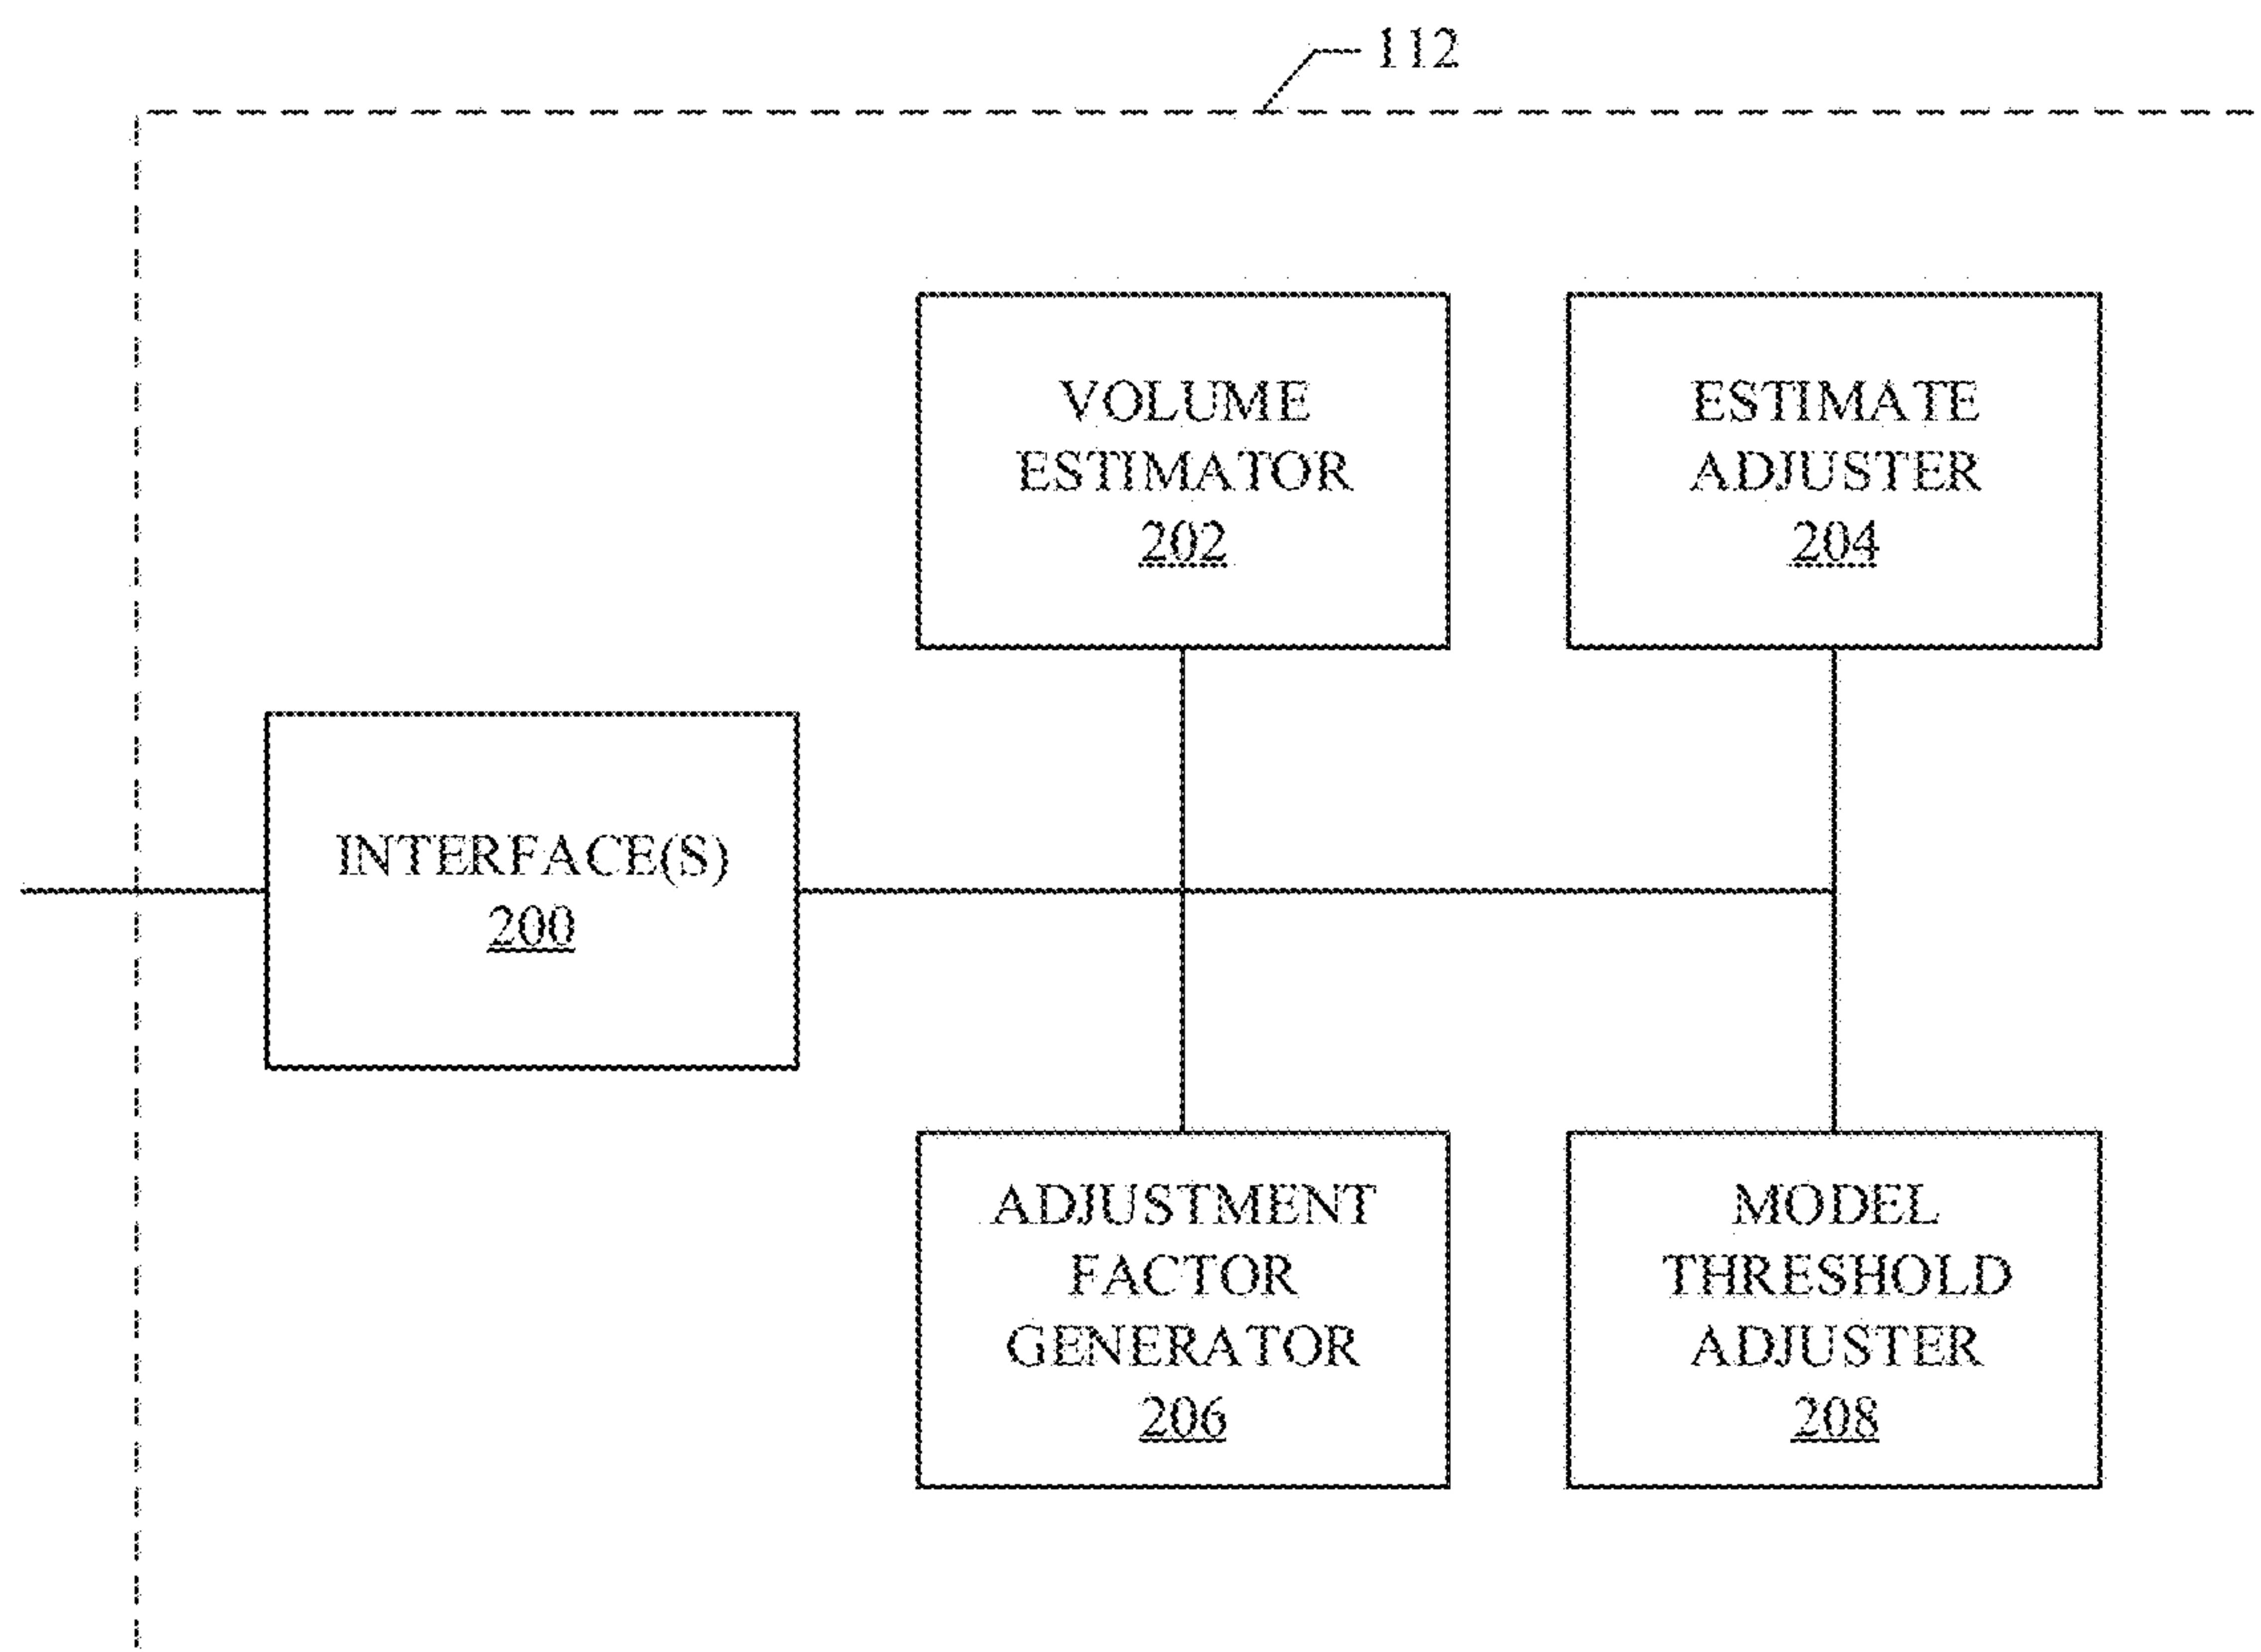 112
VOLUME
ESTIMATOR
202
ESTIMATE
ADJUSTER
204
INTERFACE(S)
200
ADJUSTMENT
FACTOR
GENERATOR
206
MODEL
THRESHOLD
ADJUSTER
208